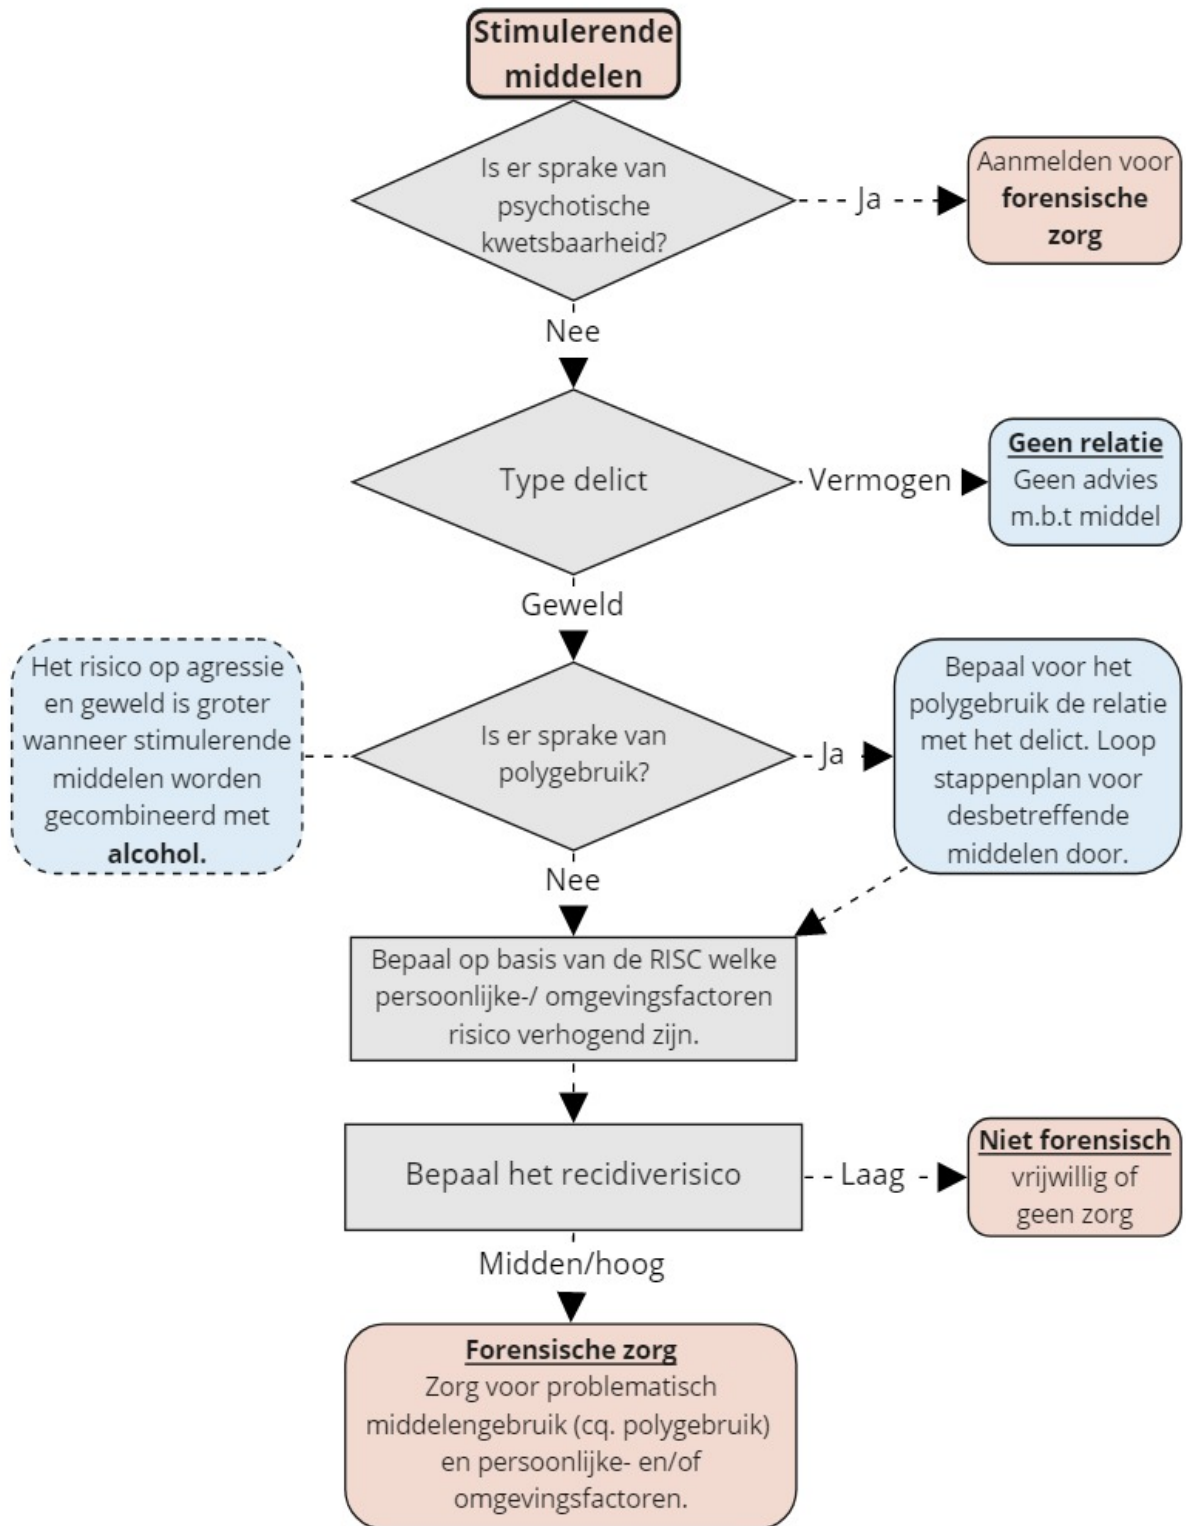 Stimulerende
middelen
Is er sprake van
psychotische
kwetsbaarheid?
Ja
Aanmelden voor
forensische
zorg
Nee
Type delict
Vermogen
Geen relatie
Geen advies
m.b.t middel
Geweld
Het risico op agressie
en geweld is groter
wanneer stimulerende
middelen worden
gecombineerd met
alcohol.
Is er sprake van
polygebruik?
Ja
Bepaal voor het
polygebruik de relatie
met het delict. Loop
stappenplan voor
desbetreffende
middelen door.
Nee
Bepaal op basis van de RISC welke
persoonlijke-/ omgevingsfactoren
risico verhogend zijn.
Bepaal het recidiverisico
Laag
Niet forensisch
vrijwillig of
geen zorg
Midden/hoog
Forensische zorg
Zorg voor problematisch
middelengebruik (cq. polygebruik)
en persoonlijke- en/of
omgevingsfactoren.